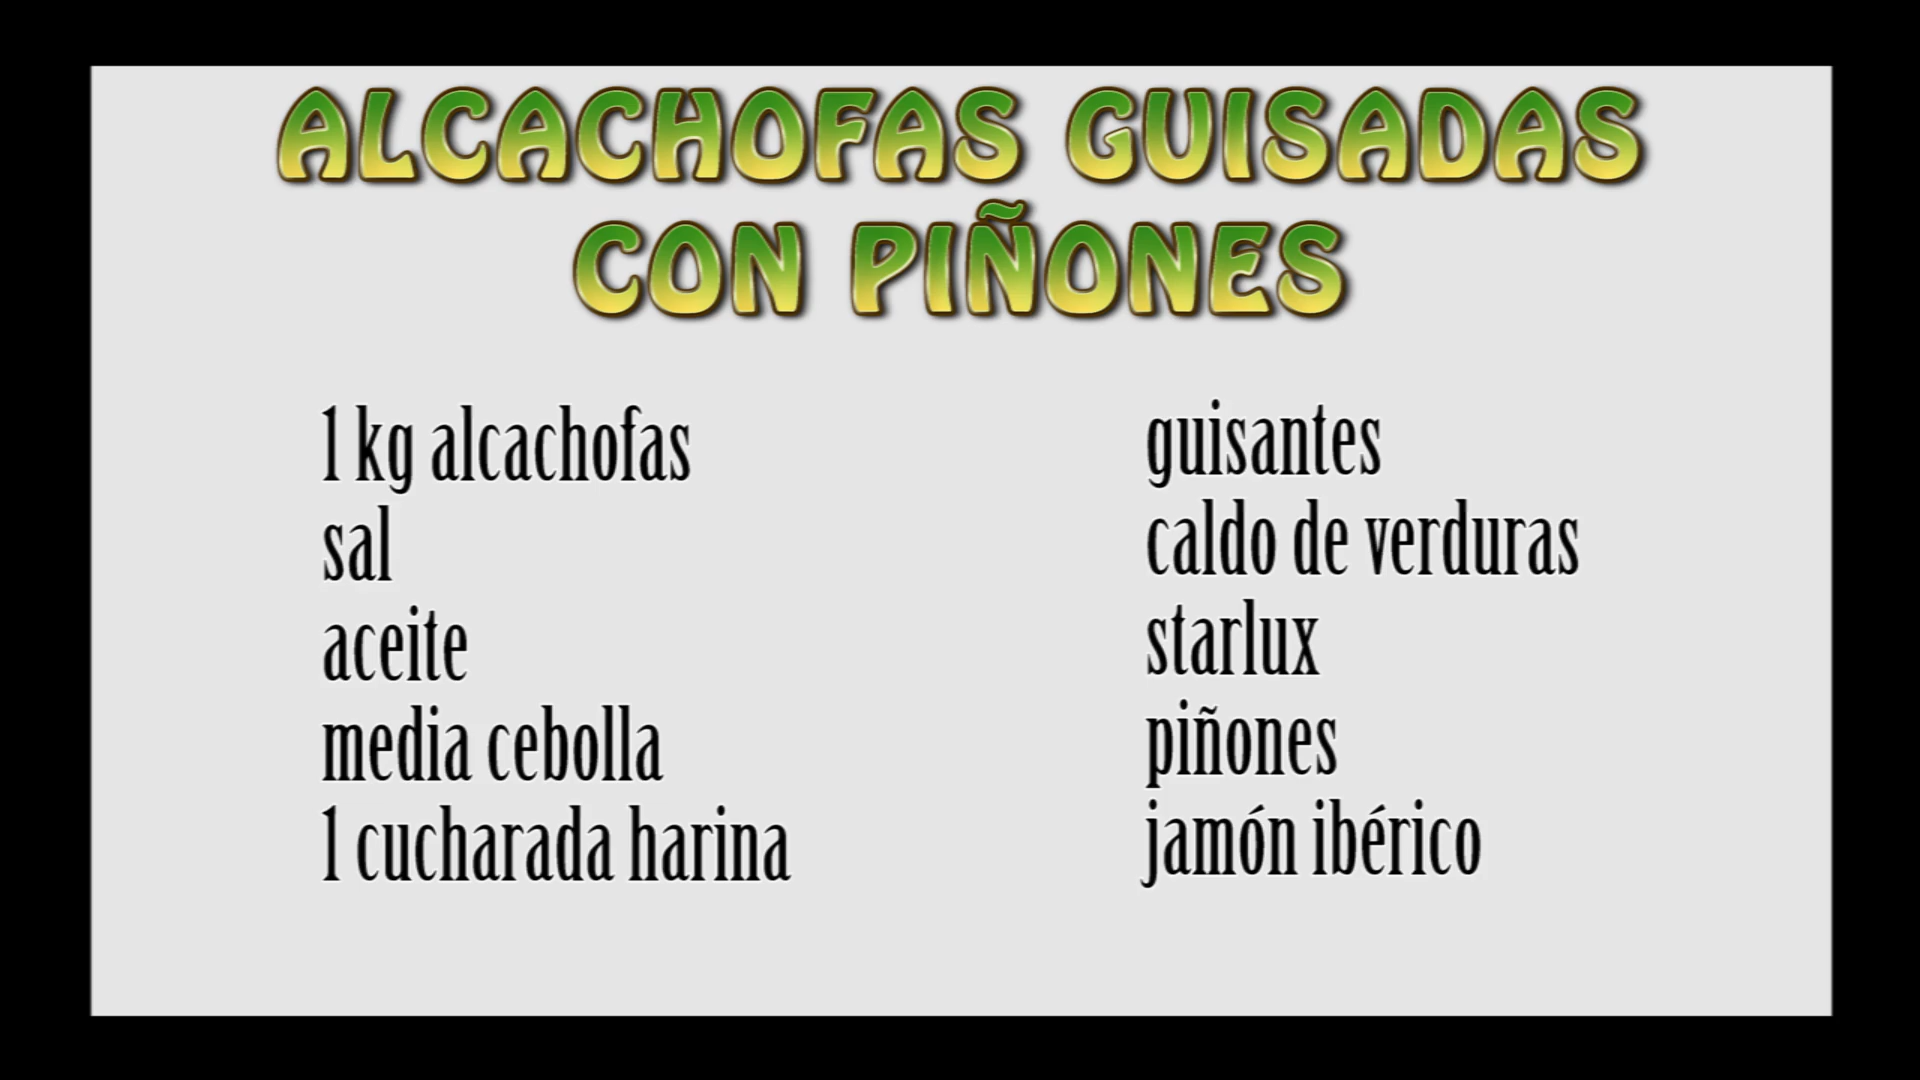 ALCACHOFAS GUISADAS
CON PIÑONES
1 kg alcachofas
sal
aceite
media cebolla
1 cucharada harina
guisantes
caldo de verduras
starlux
piñones
jamón ibérico